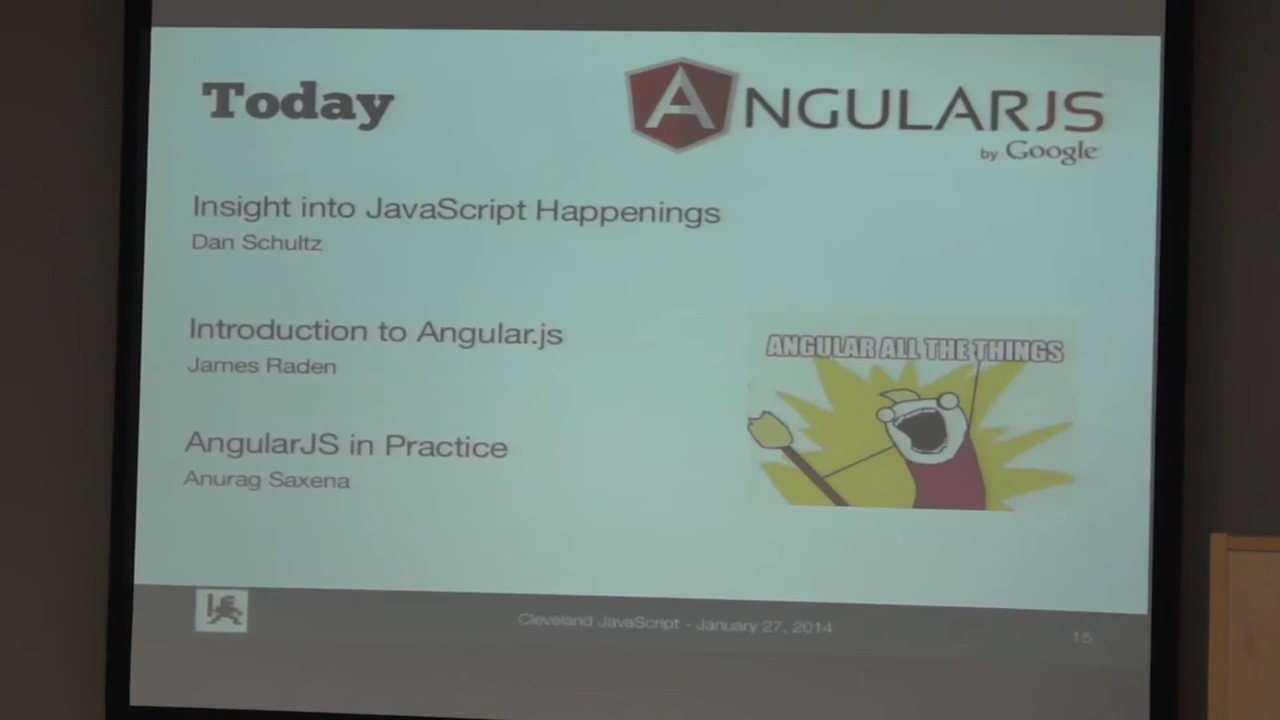 Today
ANGULARJS
by Google
Insight into JavaScript Happenings
Dan Schultz
Introduction to Angular.js
James Raden
ANGULAR ALL THE THINGS
AngularJS in Practice
Anurag Saxena
Cleveland JavaScript - January 27, 2014
15